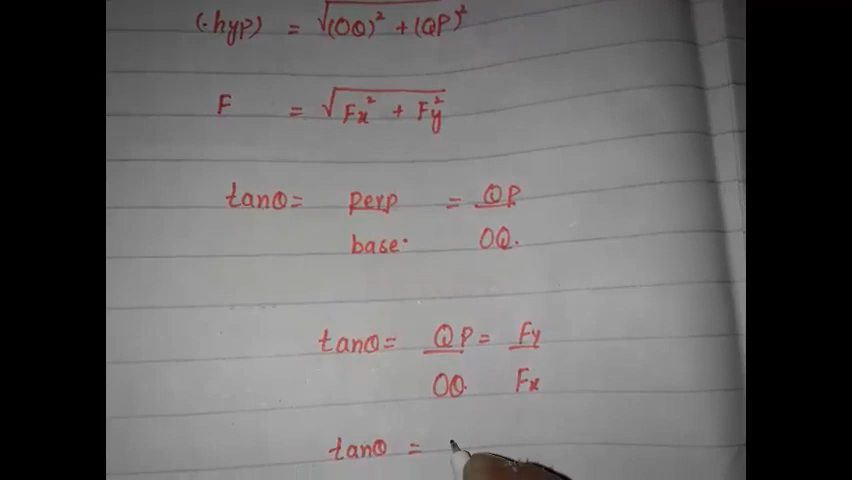 (.hyp) = √(OQ)² + (QP)²
F = √Fx² + Fy²
tanθ = perp/base. = QP/OQ.
tanθ = QP/OQ. = Fy/Fx
tanθ =